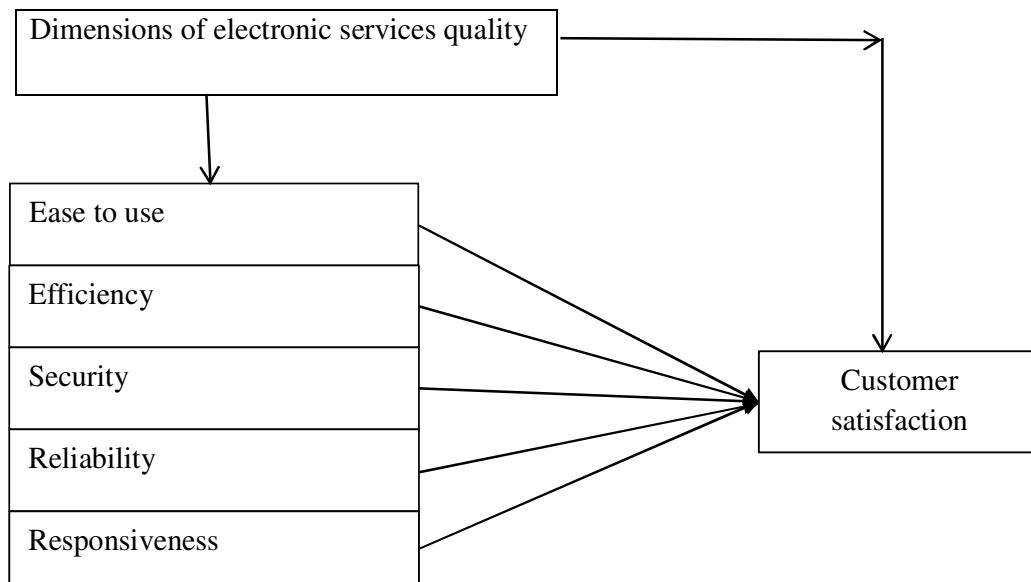 Dimensions of electronic services quality
Ease to use
Efficiency
Security
Reliability
Responsiveness
Customer
satisfaction